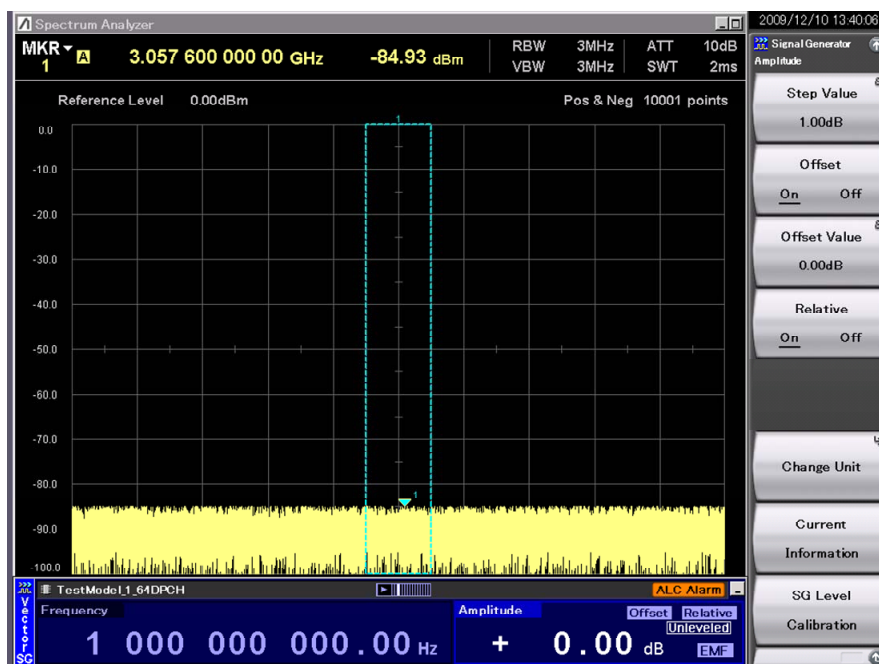 Spectrum Analyzer
2009/12/10 13:40:06
MKR 1 A 3.057 600 000 00 GHz -84.93 dBm
RBW 3MHz ATT 10dB
VBW 3MHz SWT 2ms
Reference Level 0.00dBm Pos & Neg 10001 points
1
0.0
-10.0
-20.0
-30.0
-40.0
-50.0
-60.0
-70.0
-80.0
-90.0
-100.0
1
Signal Generator
Amplitude
Step Value
1.00dB
Offset
On Off
Offset Value
0.00dB
Relative
On Off
Change Unit
Current
Information
SG Level
Calibration
Vector SG
TestModel_1_64DPCH
ALC Alarm
Frequency
1 000 000 000.00 Hz
Amplitude
Offset Relative
Unleveled
+ 0.00 dB
EMF